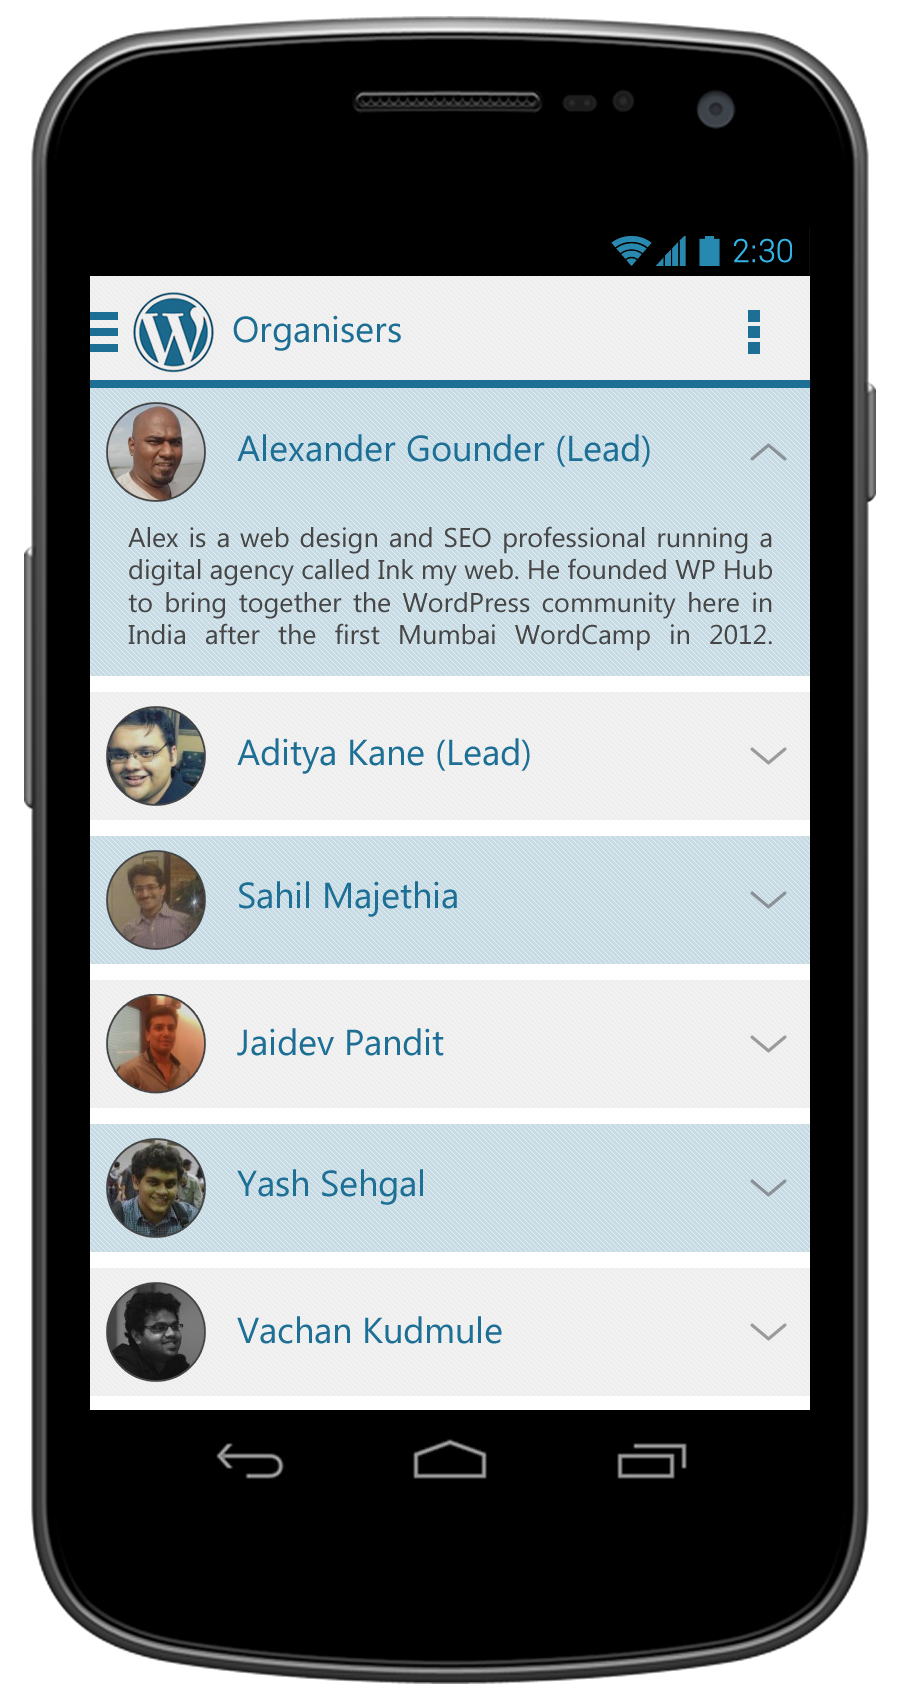 2:30
Organisers
Alexander Gounder (Lead)
Alex is a web design and SEO professional running a
digital agency called Ink my web. He founded WP Hub
to bring together the WordPress community here in
India after the first Mumbai WordCamp in 2012.
Aditya Kane (Lead)
Sahil Majethia
Jaidev Pandit
Yash Sehgal
Vachan Kudmule